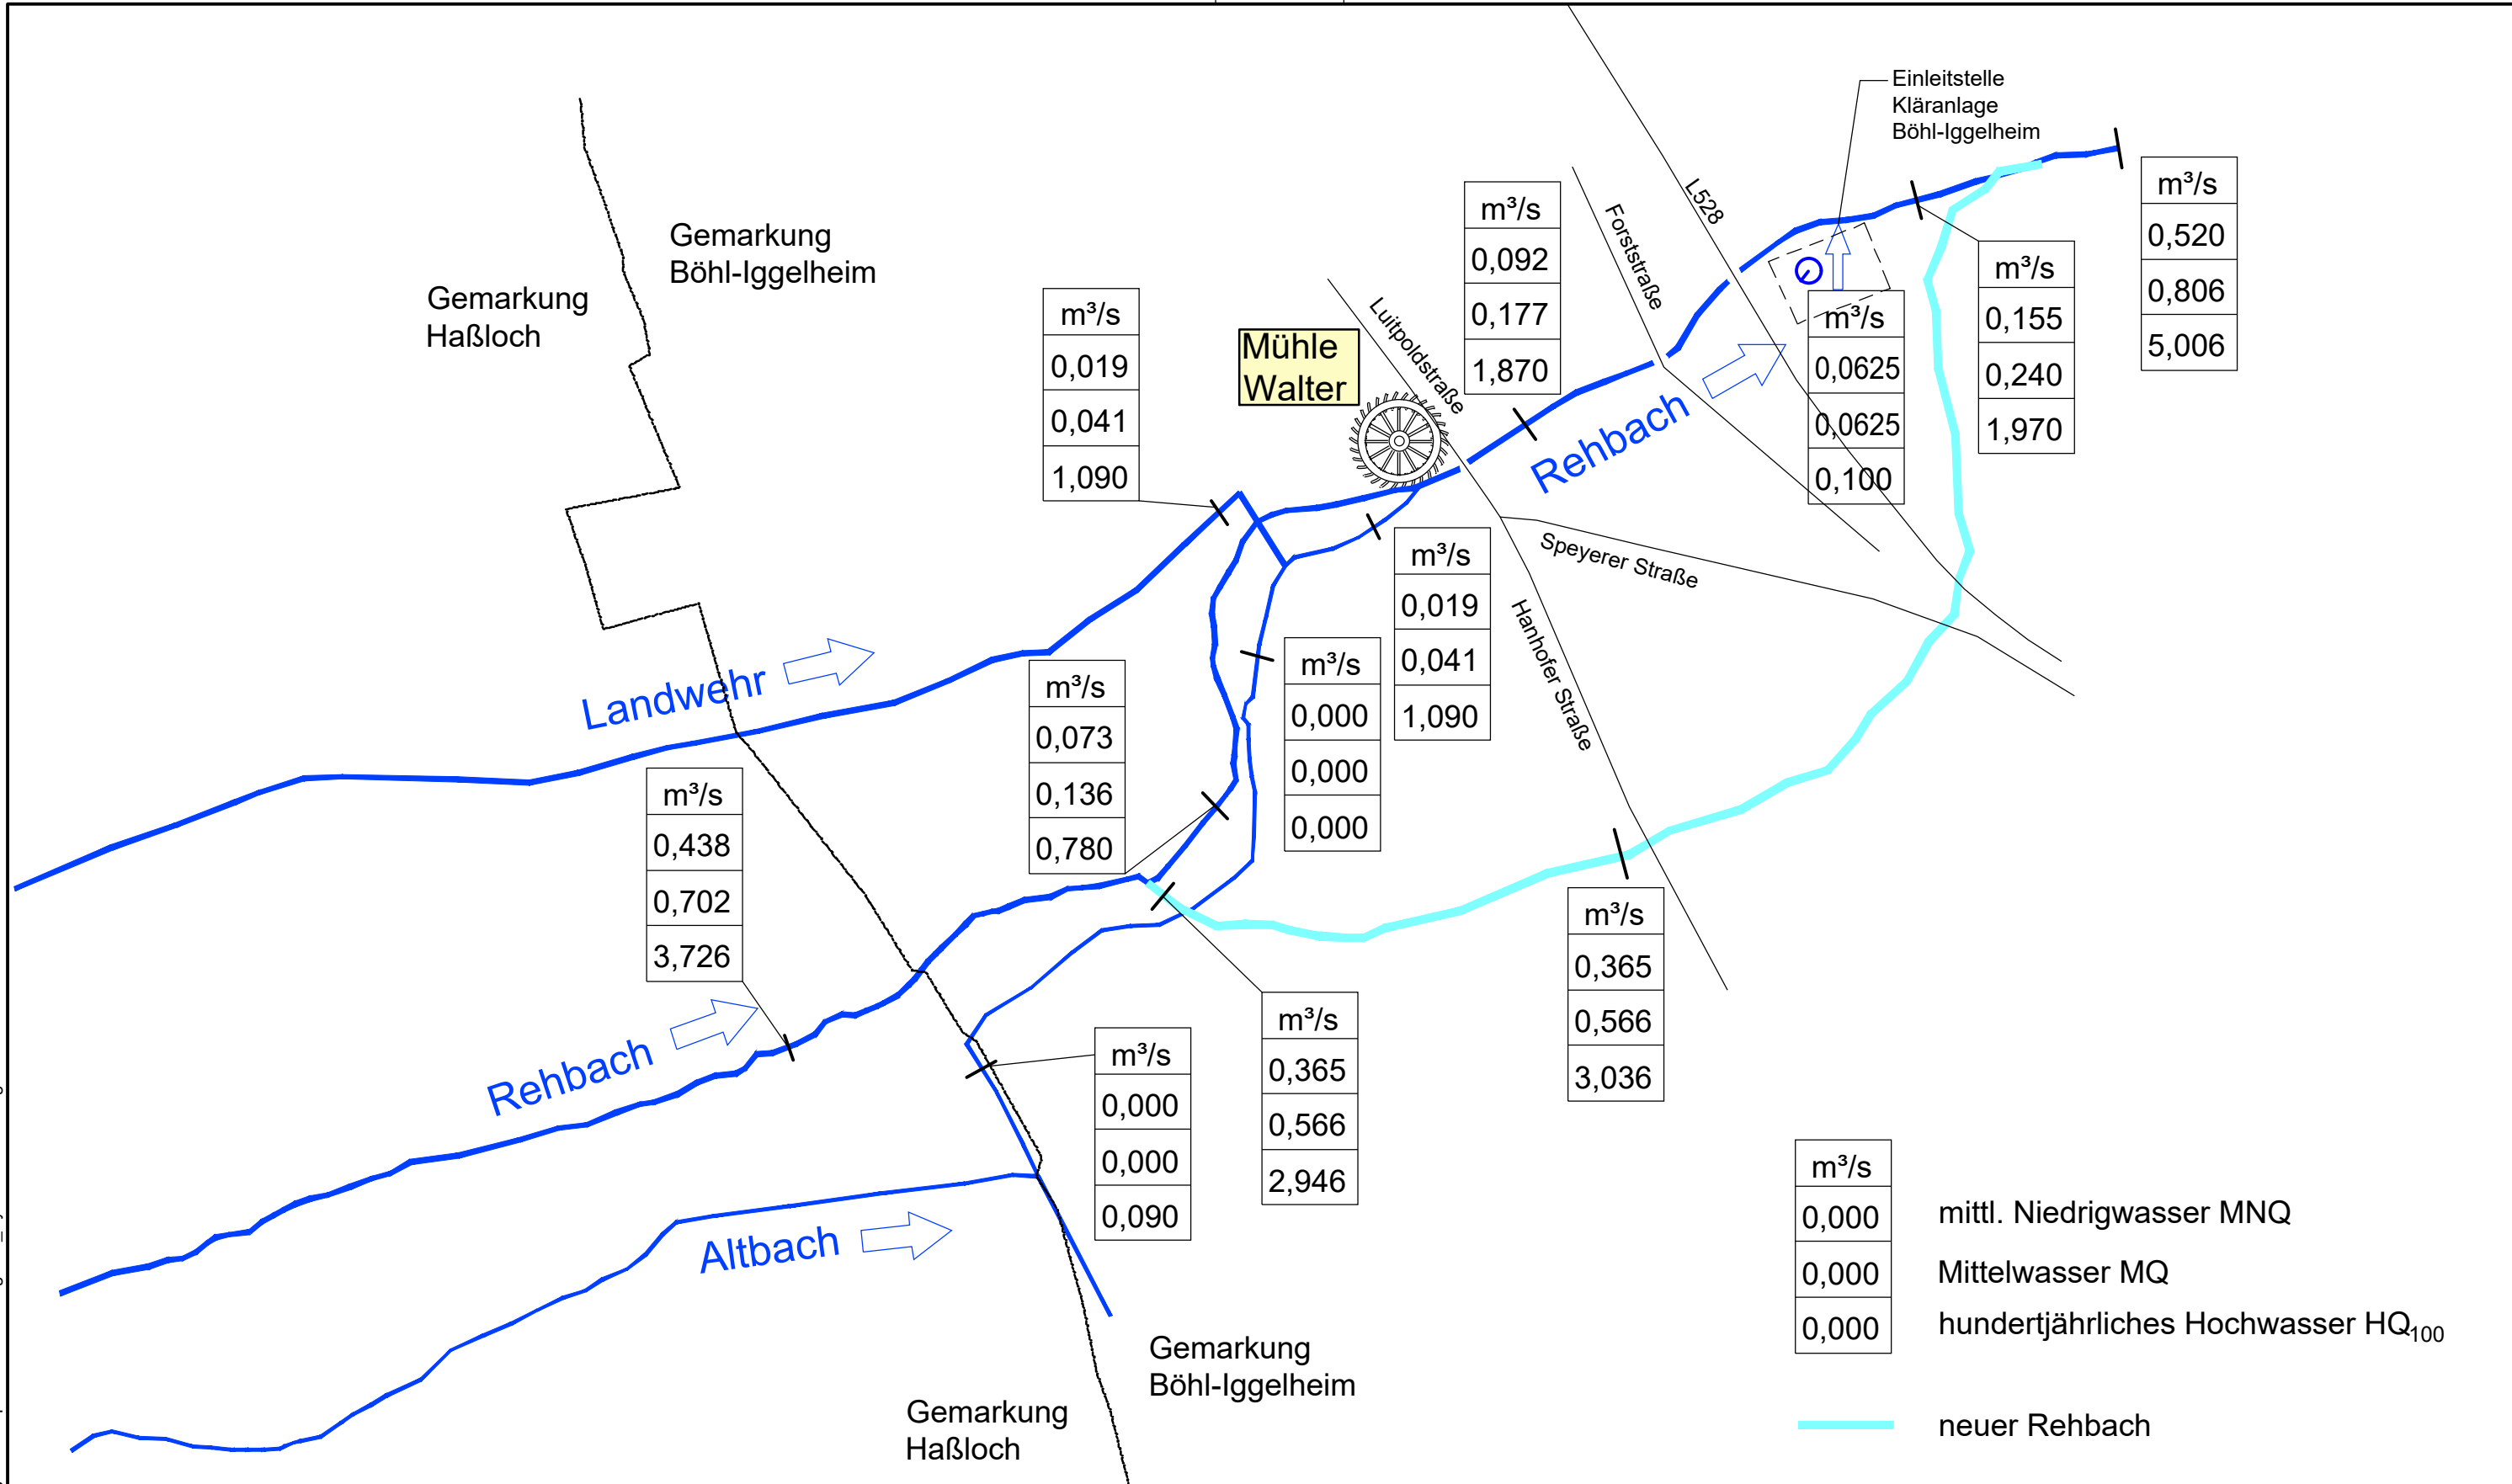 Einleitstelle
Kläranlage
Böhl-Iggelheim
Gemarkung
Böhl-Iggelheim
Gemarkung
Haßloch
L528
Forststraße
Luitpoldstraße
Mühle
Walter
m³/s
0,019
0,041
1,090
m³/s
0,092
0,177
1,870
m³/s
0,0625
0,0625
0,100
m³/s
0,155
0,240
1,970
m³/s
0,520
0,806
5,006
Rehbach
Speyerer Straße
Hanhofer Straße
m³/s
0,019
0,041
1,090
m³/s
0,000
0,000
0,000
Landwehr
m³/s
0,073
0,136
0,780
m³/s
0,438
0,702
3,726
m³/s
0,365
0,566
3,036
Rehbach
m³/s
0,000
0,000
0,090
m³/s
0,365
0,566
2,946
Altbach
Gemarkung
Böhl-Iggelheim
Gemarkung
Haßloch
m³/s
0,000 mittl. Niedrigwasser MNQ
0,000 Mittelwasser MQ
0,000 hundertjährliches Hochwasser HQ100
neuer Rehbach